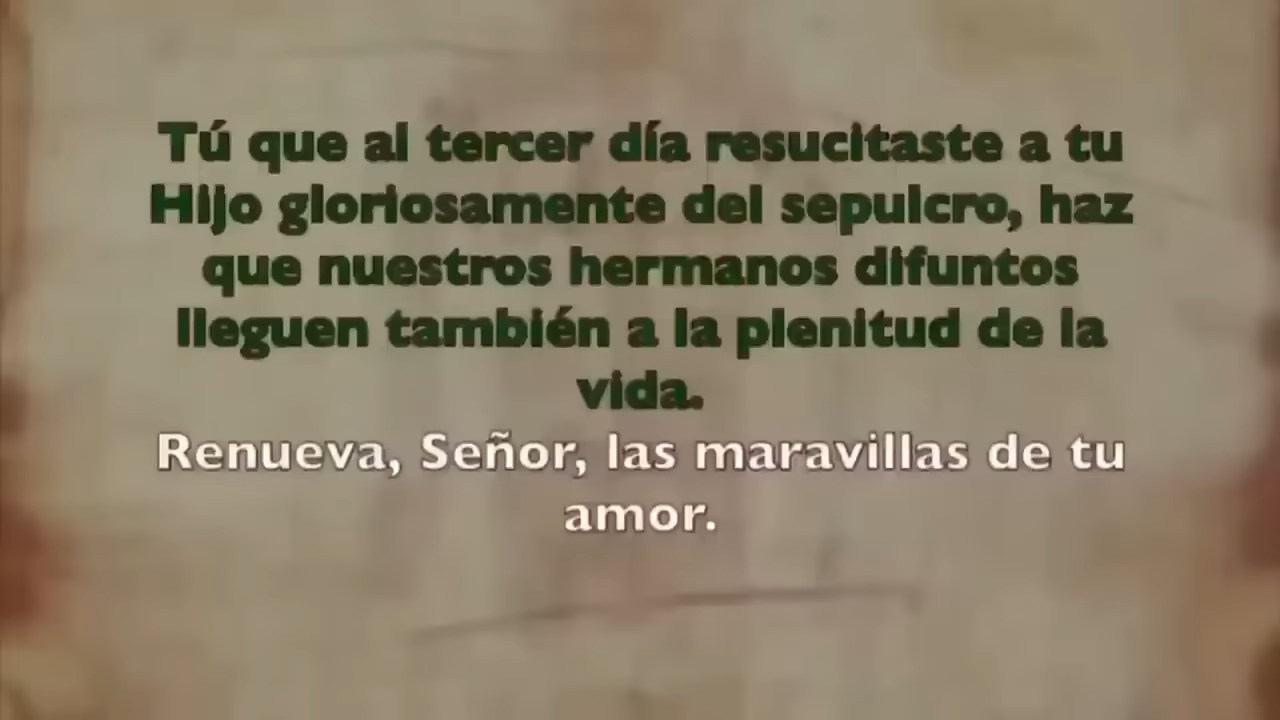 Tú que al tercer día resucitaste a tu
Hijo gloriosamente del sepulcro, haz
que nuestros hermanos difuntos
lleguen también a la plenitud de la
vida.
Renueva, Señor, las maravillas de tu
amor.